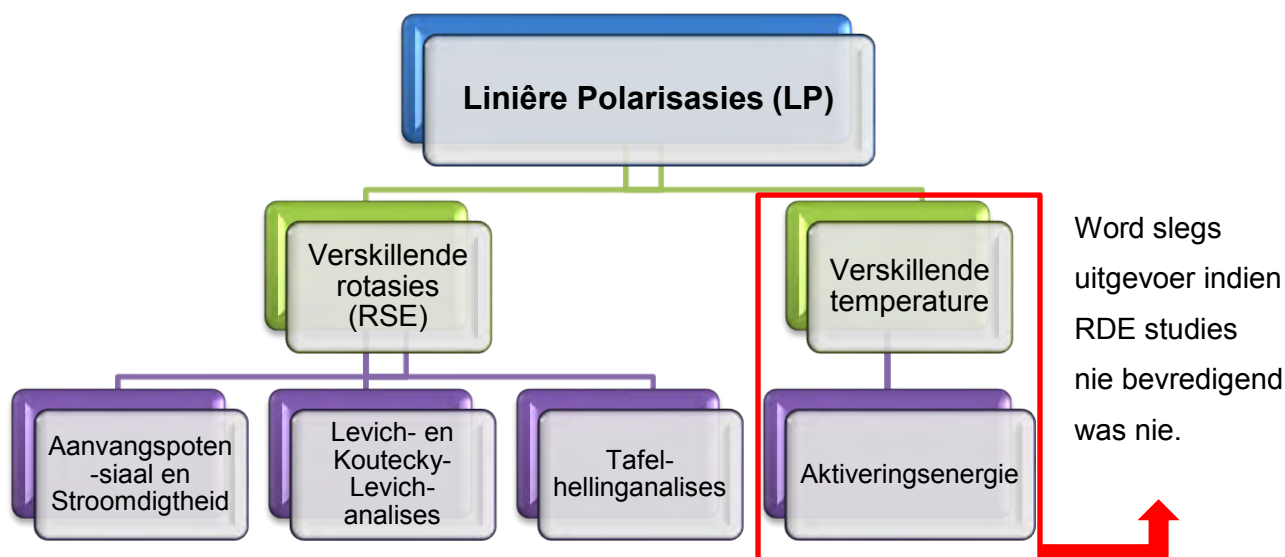 Liniêre Polarisasies (LP)
Verskillende
rotasies
(RSE)
Verskillende
temperature
Word slegs
uitgevoer indien
RDE studies
nie bevredigend
was nie.
Aanvangspoten
-siaal en
Stroomdigtheid
Levich- en
Koutecky-
Levich-
analises
Tafel-
hellinganalises
Aktiveringsenergie